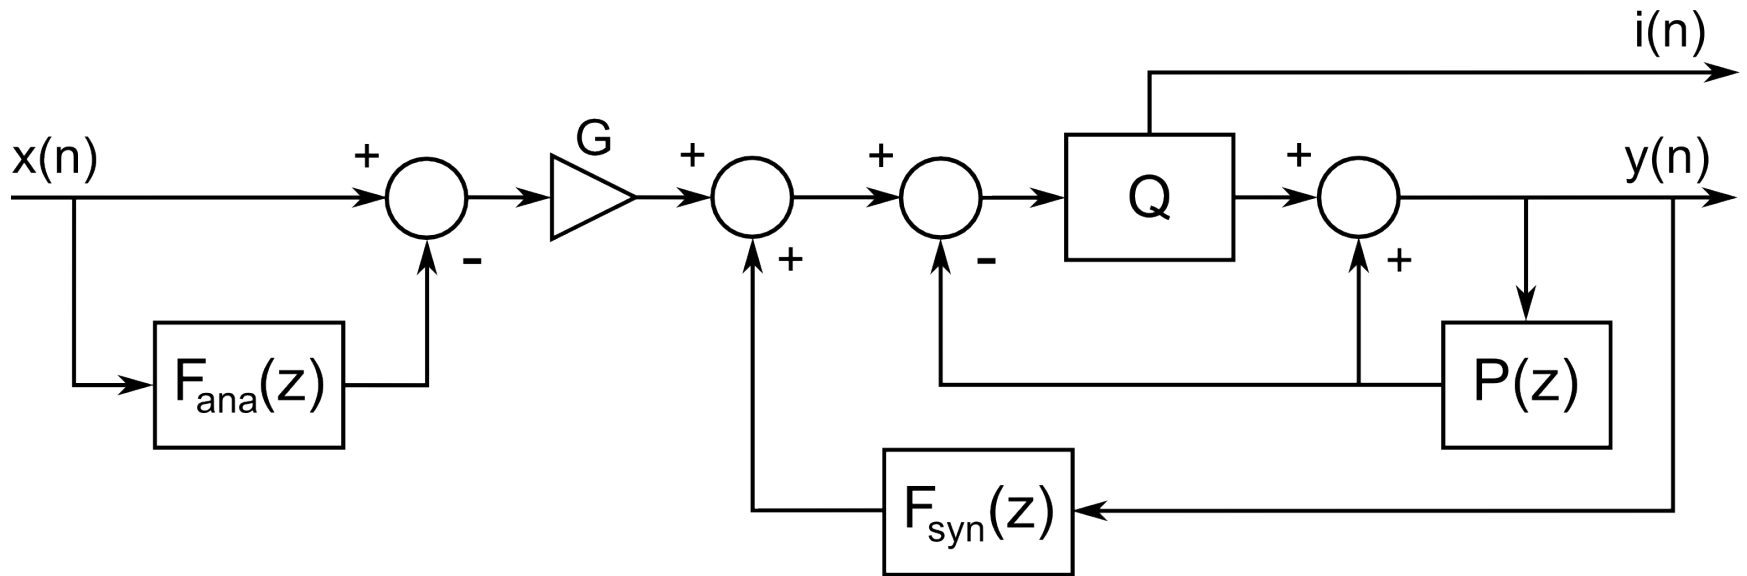 i(n)
x(n)
G
y(n)
+
+
+
+
Q
-
+
-
+
Fana(z)
P(z)
Fsyn(z)